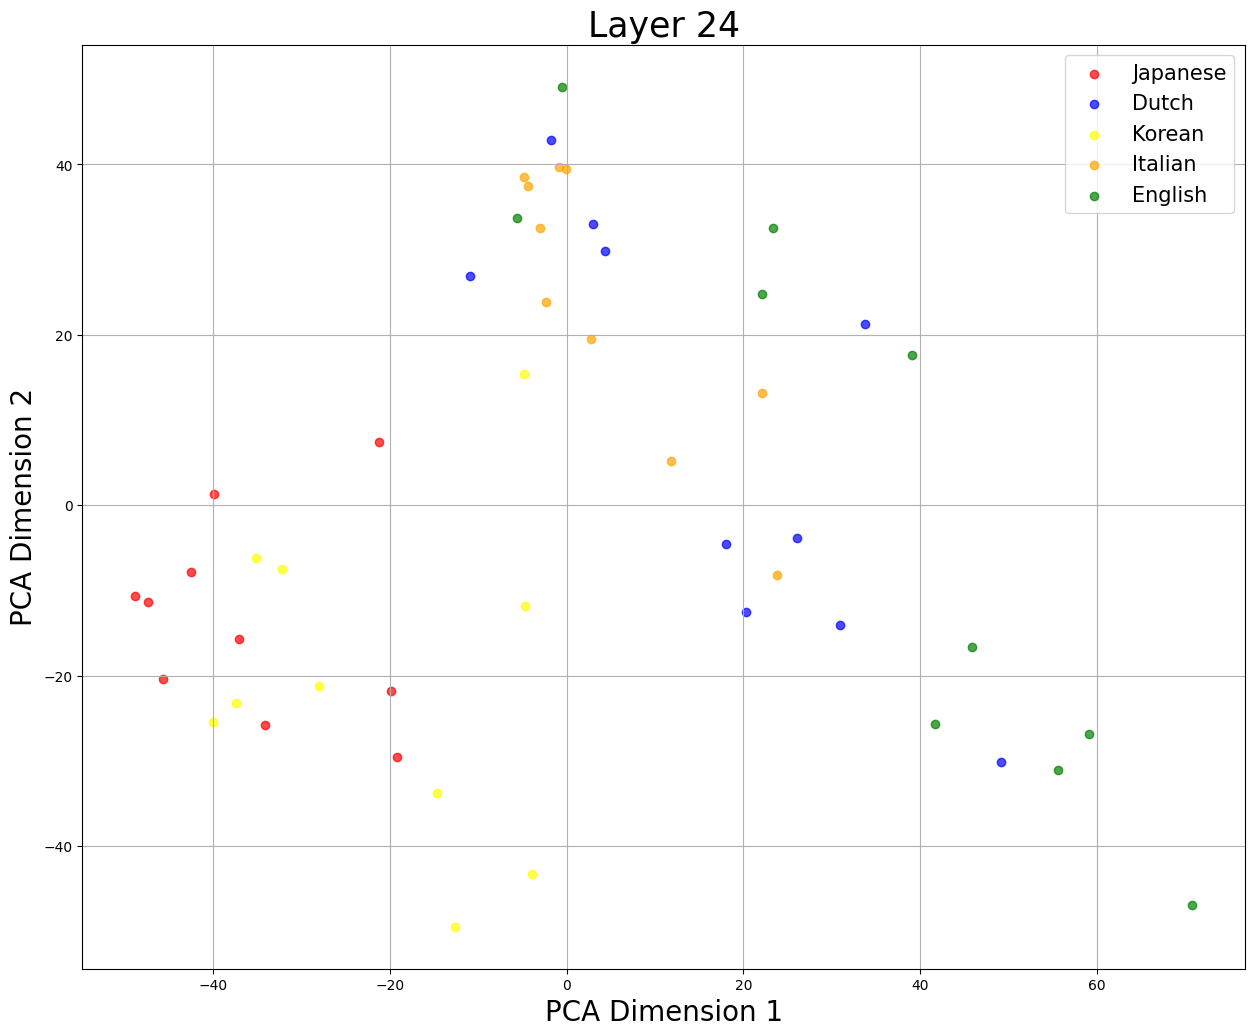 Layer 24
Japanese
Dutch
Korean
Italian
English
PCA Dimension 2
40
20
0
−20
−40
−40
−20
0
20
40
60
PCA Dimension 1